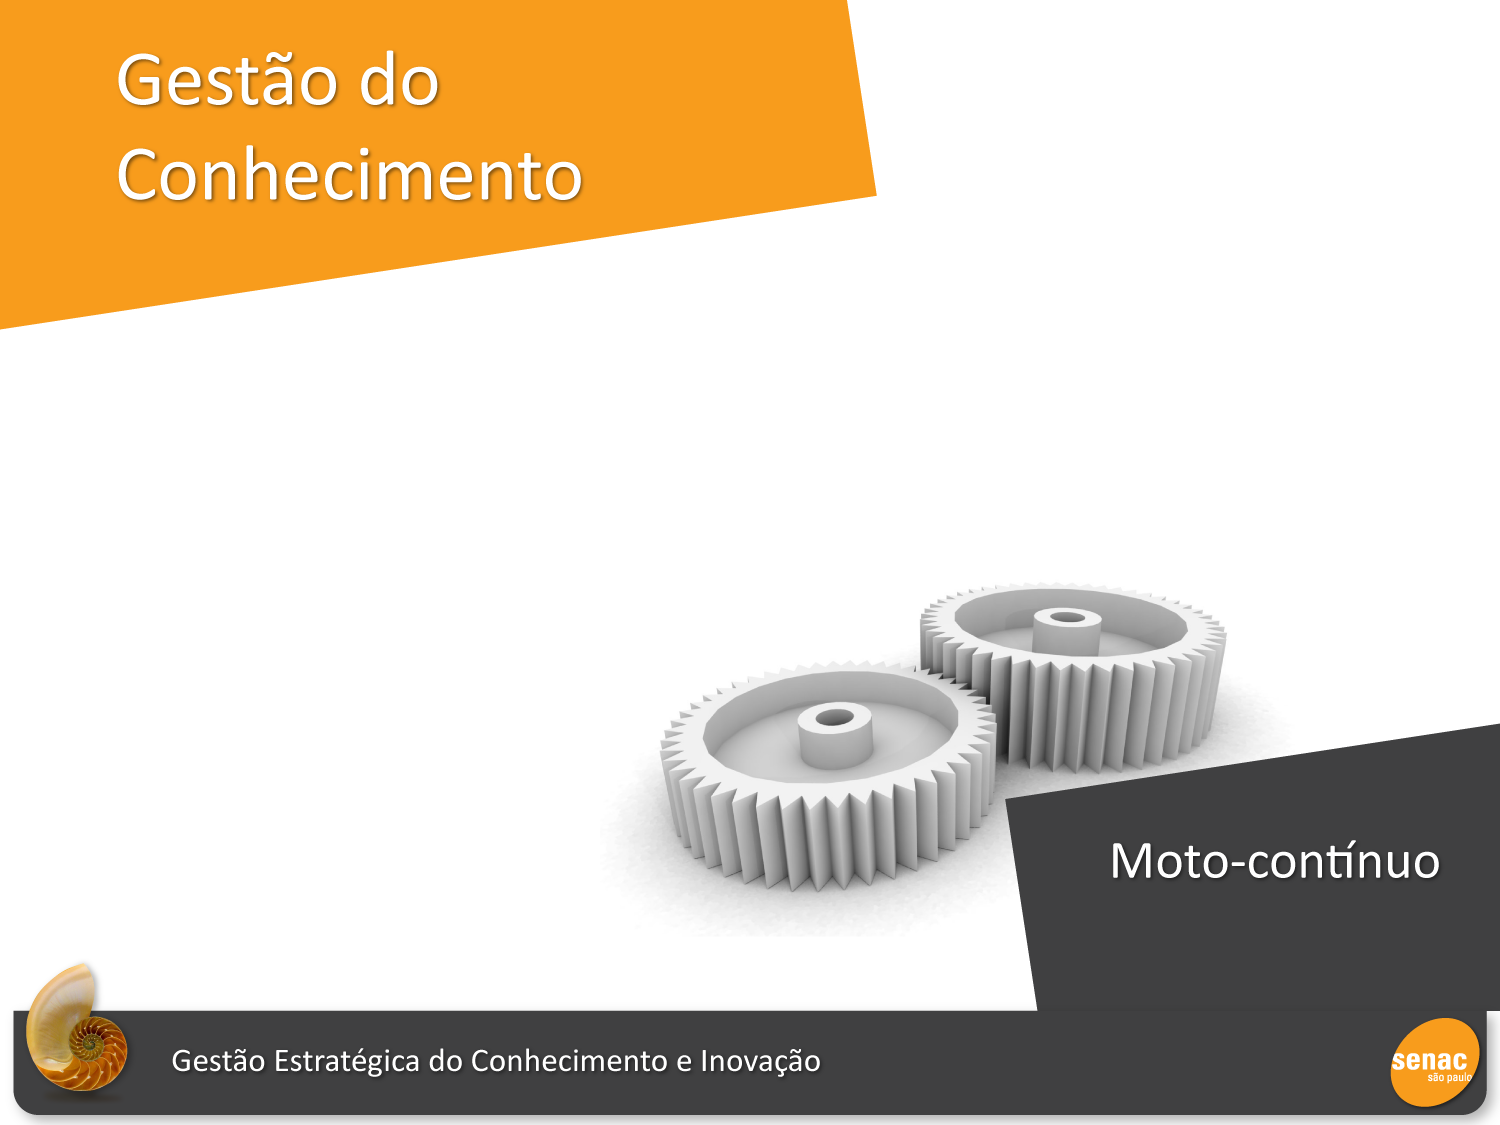 Gestão do
Conhecimento
Moto-contínuo
Gestão Estratégica do Conhecimento e Inovação
senac
são paulo